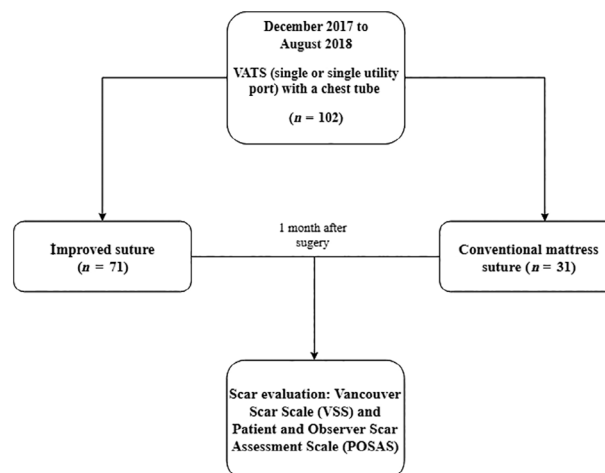 December 2017 to
August 2018
VATS (single or single utility
port) with a chest tube
(n = 102)
İmproved suture
(n = 71)
1 month after
sugery
Conventional mattress
suture (n = 31)
Scar evaluation: Vancouver
Scar Scale (VSS) and
Patient and Observer Scar
Assessment Scale (POSAS)